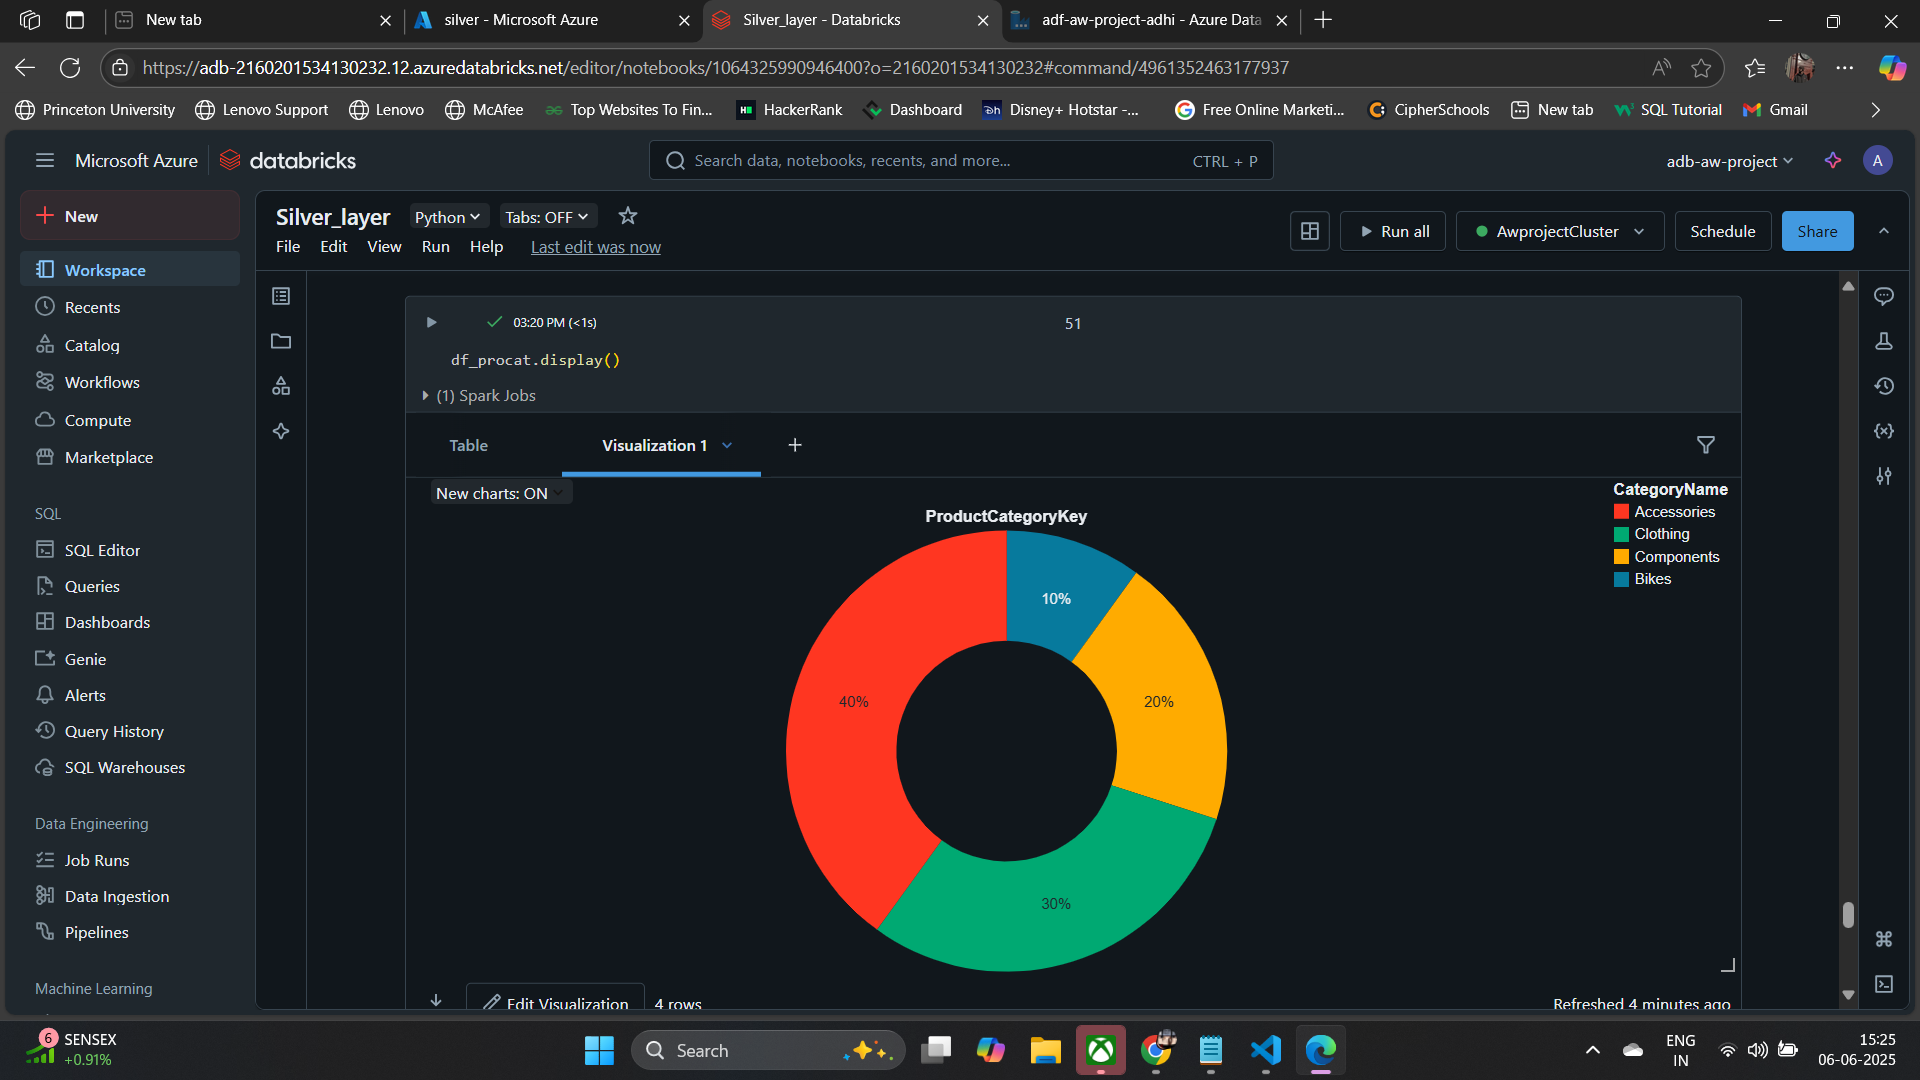 New tab
silver - Microsoft Azure
Silver_layer - Databricks
adf-aw-project-adhi - Azure Data
https://adb-2160201534130232.12.azuredatabricks.net/editor/notebooks/1064325990946400?o=2160201534130232#command/4961352463177937
Princeton University
Lenovo Support
Lenovo
McAfee
Top Websites To Fin...
HackerRank
Dashboard
Disney+ Hotstar -...
Free Online Marketi...
CipherSchools
New tab
SQL Tutorial
Gmail
Microsoft Azure
databricks
Search data, notebooks, recents, and more...
CTRL + P
adb-aw-project
A
New
Workspace
Recents
Catalog
Workflows
Compute
Marketplace
SQL
SQL Editor
Queries
Dashboards
Genie
Alerts
Query History
SQL Warehouses
Data Engineering
Job Runs
Data Ingestion
Pipelines
Machine Learning
Silver_layer
Python
Tabs: OFF
File
Edit
View
Run
Help
Last edit was now
Run all
AwprojectCluster
Schedule
Share
03:20 PM (<1s)
51
df_procat.display()
(1) Spark Jobs
Table
Visualization 1
New charts: ON
ProductCategoryKey
CategoryName
Accessories
Clothing
Components
Bikes
10%
20%
40%
30%
Edit Visualization
4 rows
Refreshed 4 minutes ago
6
SENSEX
+0.91%
Search
ENG
IN
15:25
06-06-2025